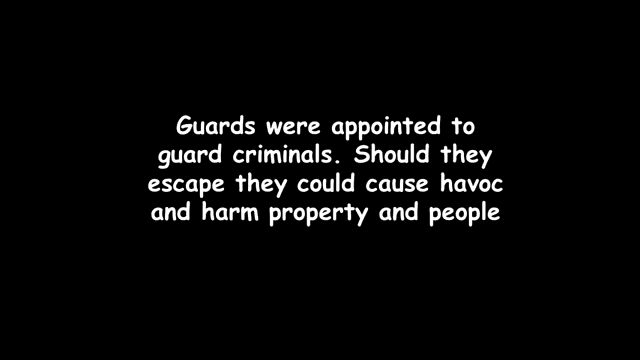 Guards were appointed to
guard criminals. Should they
escape they could cause havoc
and harm property and people